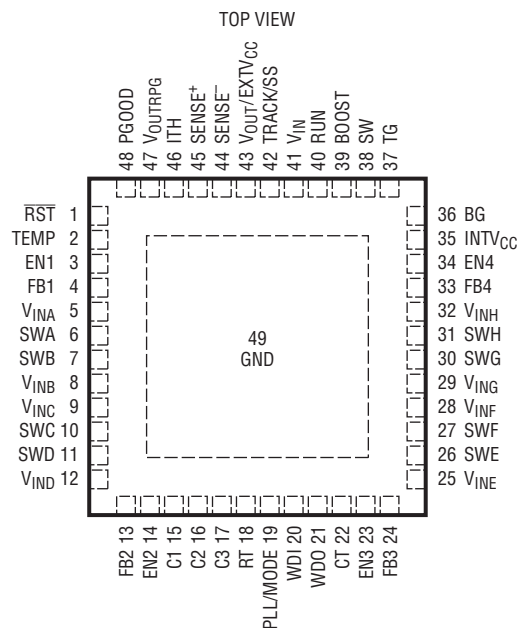 TOP VIEW
48 PGOOD
47 VOUTRPG
46 ITH
45 SENSE+
44 SENSE–
43 VOUT/EXTVCC
42 TRACK/SS
41 VIN
40 RUN
39 BOOST
38 SW
37 TG
RST 1
TEMP 2
EN1 3
FB1 4
VINA 5
SWA 6
SWB 7
VINB 8
VINC 9
SWC 10
SWD 11
VIND 12
49
GND
36 BG
35 INTVCC
34 EN4
33 FB4
32 VINH
31 SWH
30 SWG
29 VING
28 VINF
27 SWF
26 SWE
25 VINE
FB2 13
EN2 14
C1 15
C2 16
C3 17
RT 18
PLL/MODE 19
WDI 20
WDO 21
CT 22
EN3 23
FB3 24